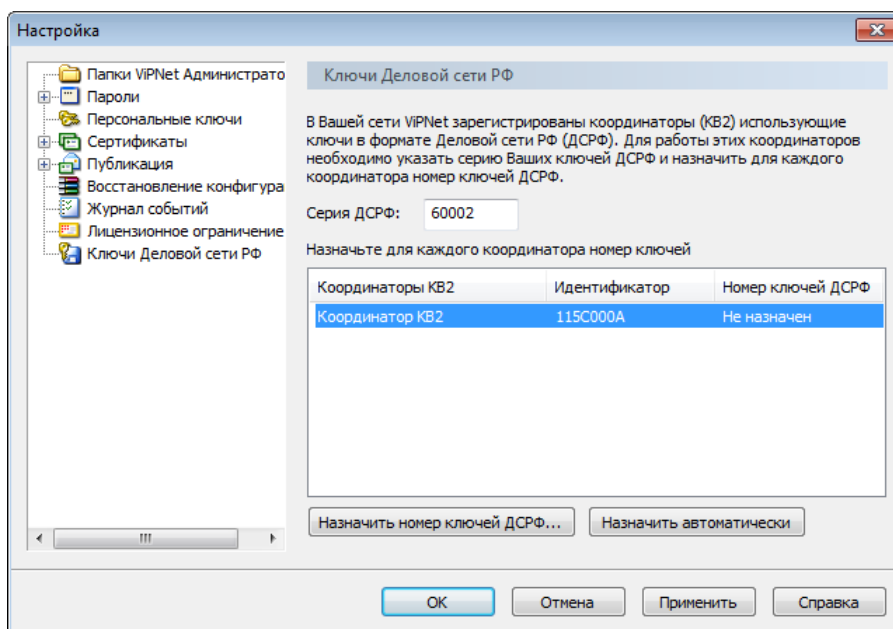 Настройка
Папки ViPNet Администрато
Пароли
Персональные ключи
Сертификаты
Публикация
Восстановление конфигура
Журнал событий
Лицензионное ограничение
Ключи Деловой сети РФ
Ключи Деловой сети РФ
В Вашей сети ViPNet зарегистрированы координаторы (КВ2) использующие
ключи в формате Деловой сети РФ (ДСРФ). Для работы этих координаторов
необходимо указать серию Ваших ключей ДСРФ и назначить для каждого
координатора номер ключей ДСРФ.
Серия ДСРФ: 60002
Назначьте для каждого координатора номер ключей
Координаторы КВ2 Идентификатор Номер ключей ДСРФ
Координатор КВ2 115C000A Не назначен
Назначить номер ключей ДСРФ... Назначить автоматически
OK Отмена Применить Справка